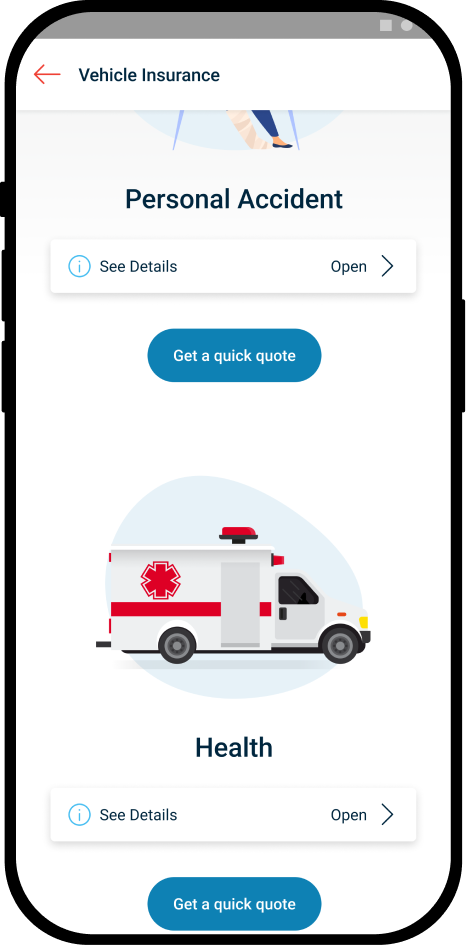 Vehicle Insurance
Personal Accident
See Details Open
Get a quick quote
Health
See Details Open
Get a quick quote